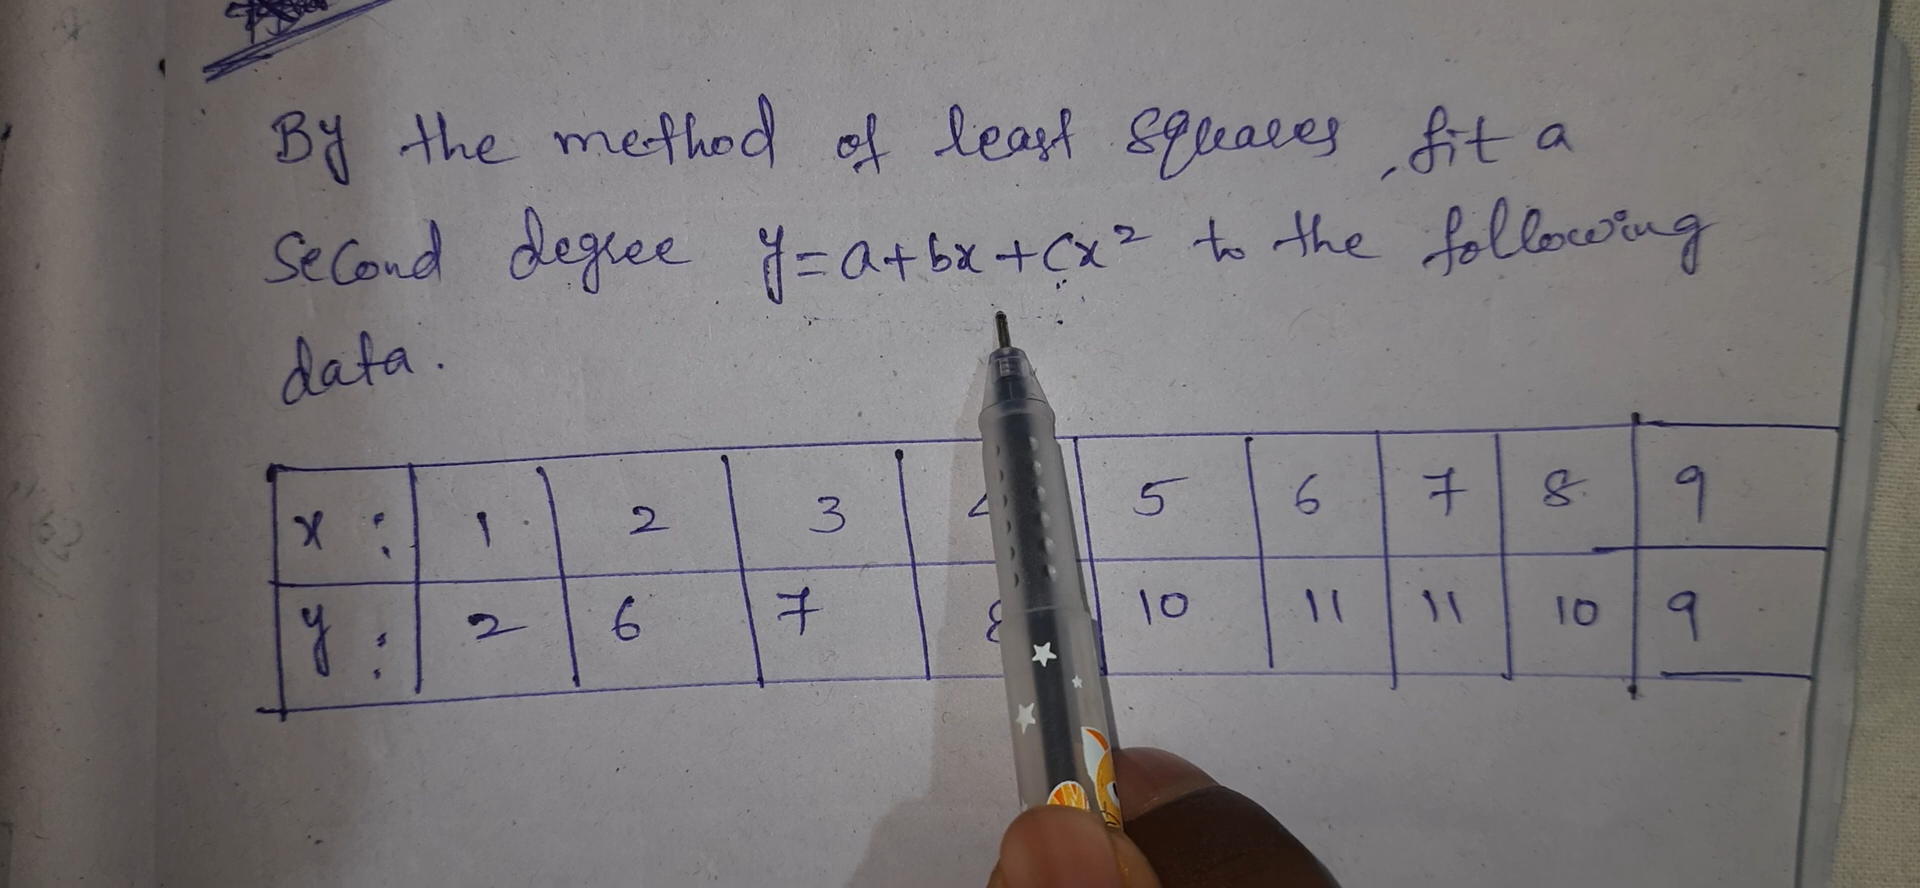 By the method of least squares, fit a
Second degree y = a + bx + cx² to the following
data.
x : 1 2 3 5 6 7 8 9
y : 2 6 7 10 11 11 10 9